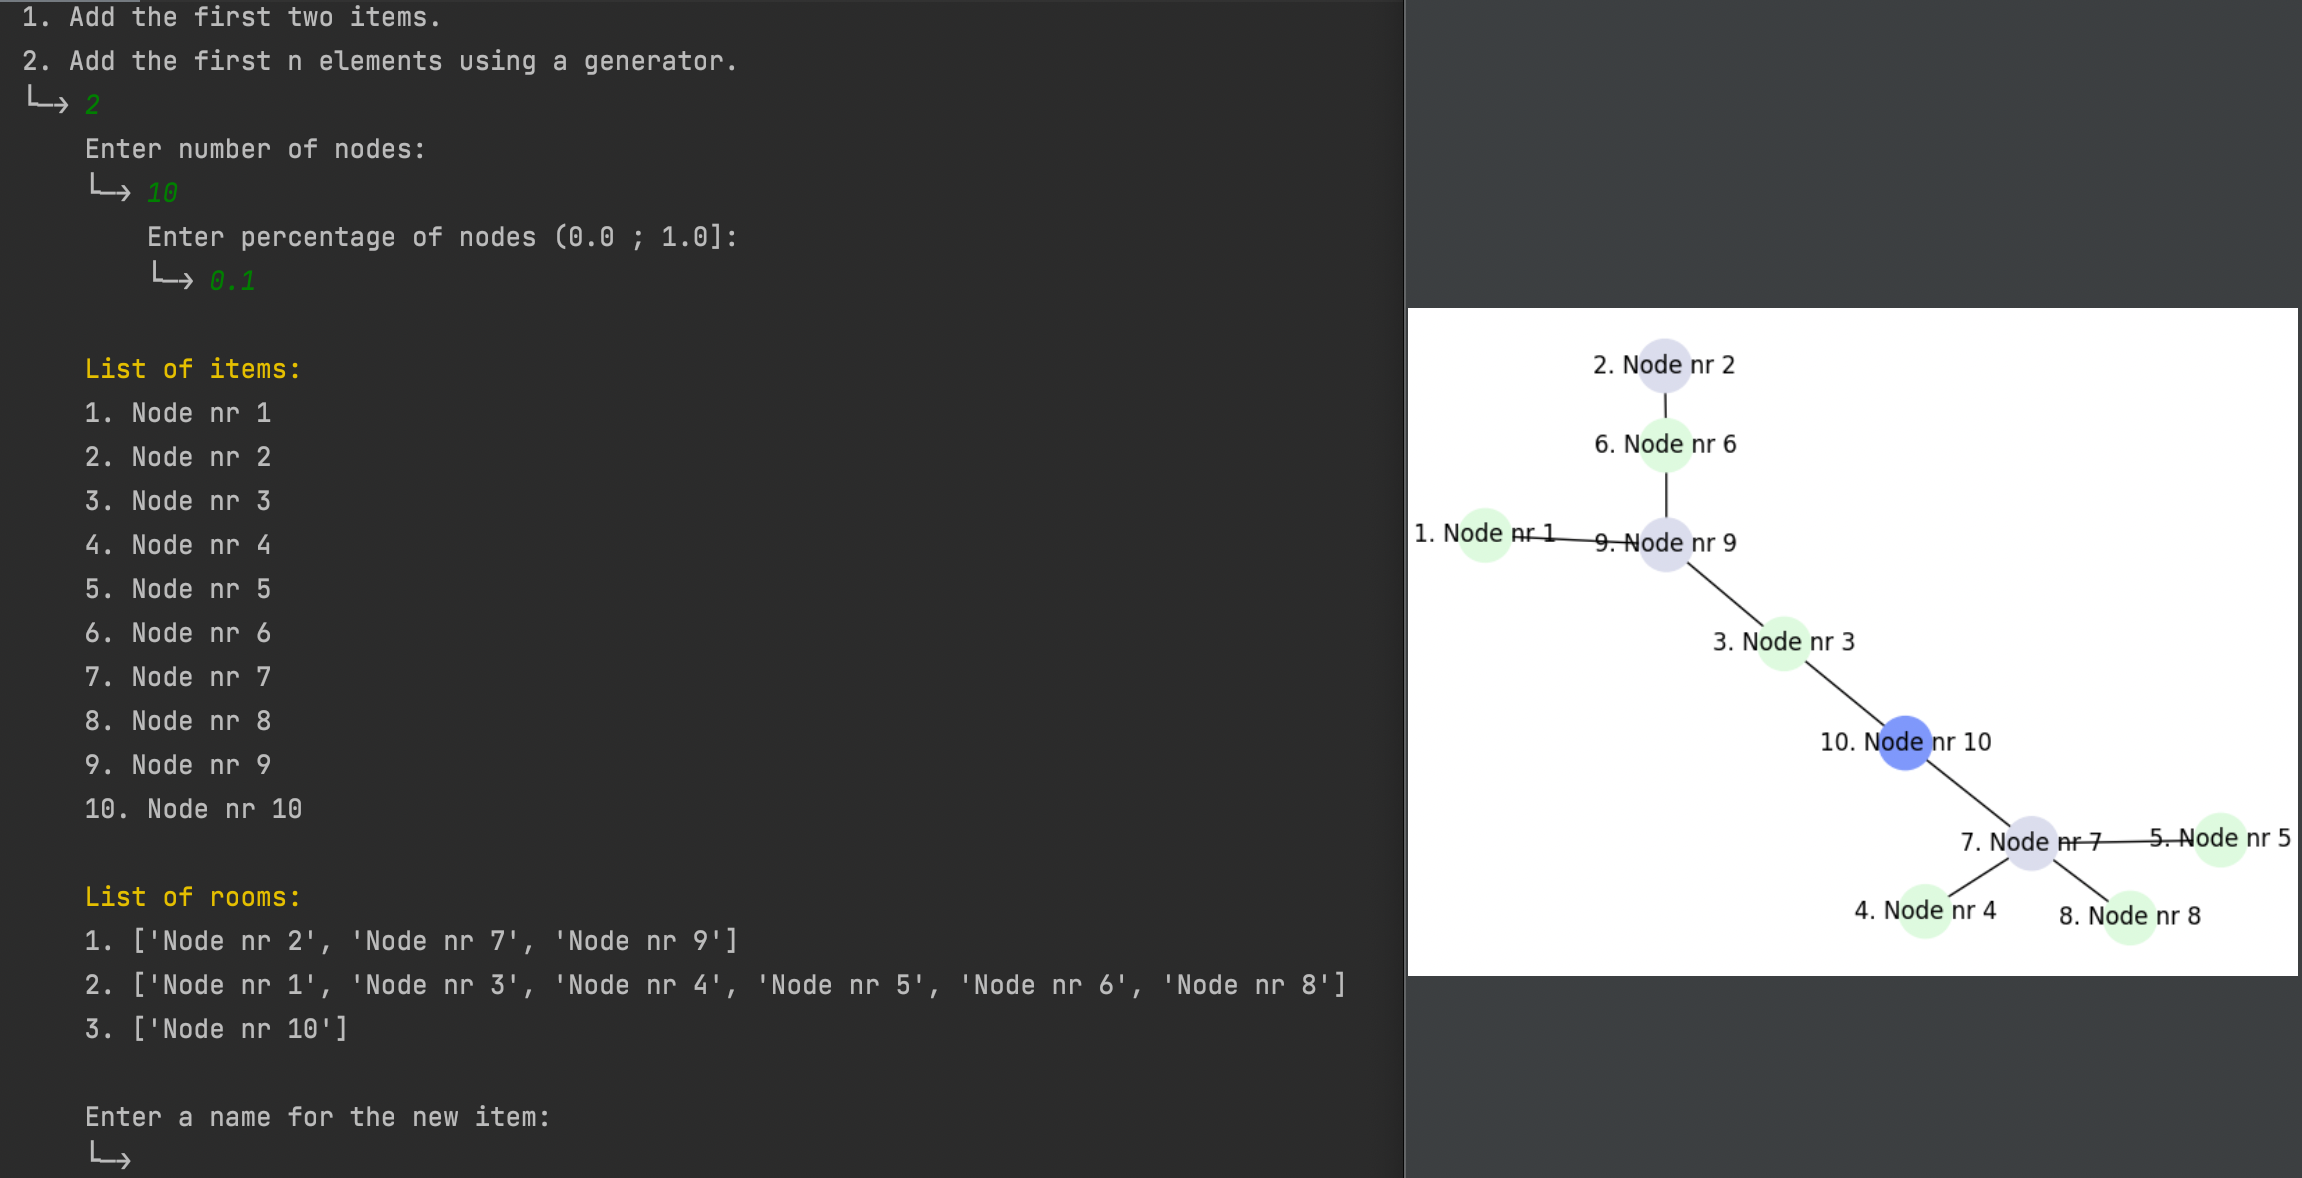 1. Add the first two items.
2. Add the first n elements using a generator.
└─→ 2
Enter number of nodes:
└─→ 10
Enter percentage of nodes (0.0 ; 1.0]:
└─→ 0.1
List of items:
1. Node nr 1
2. Node nr 2
3. Node nr 3
4. Node nr 4
5. Node nr 5
6. Node nr 6
7. Node nr 7
8. Node nr 8
9. Node nr 9
10. Node nr 10
List of rooms:
1. ['Node nr 2', 'Node nr 7', 'Node nr 9']
2. ['Node nr 1', 'Node nr 3', 'Node nr 4', 'Node nr 5', 'Node nr 6', 'Node nr 8']
3. ['Node nr 10']
Enter a name for the new item:
└─→
2. Node nr 2
6. Node nr 6
1. Node nr 1
9. Node nr 9
3. Node nr 3
10. Node nr 10
7. Node nr 7
5. Node nr 5
4. Node nr 4
8. Node nr 8